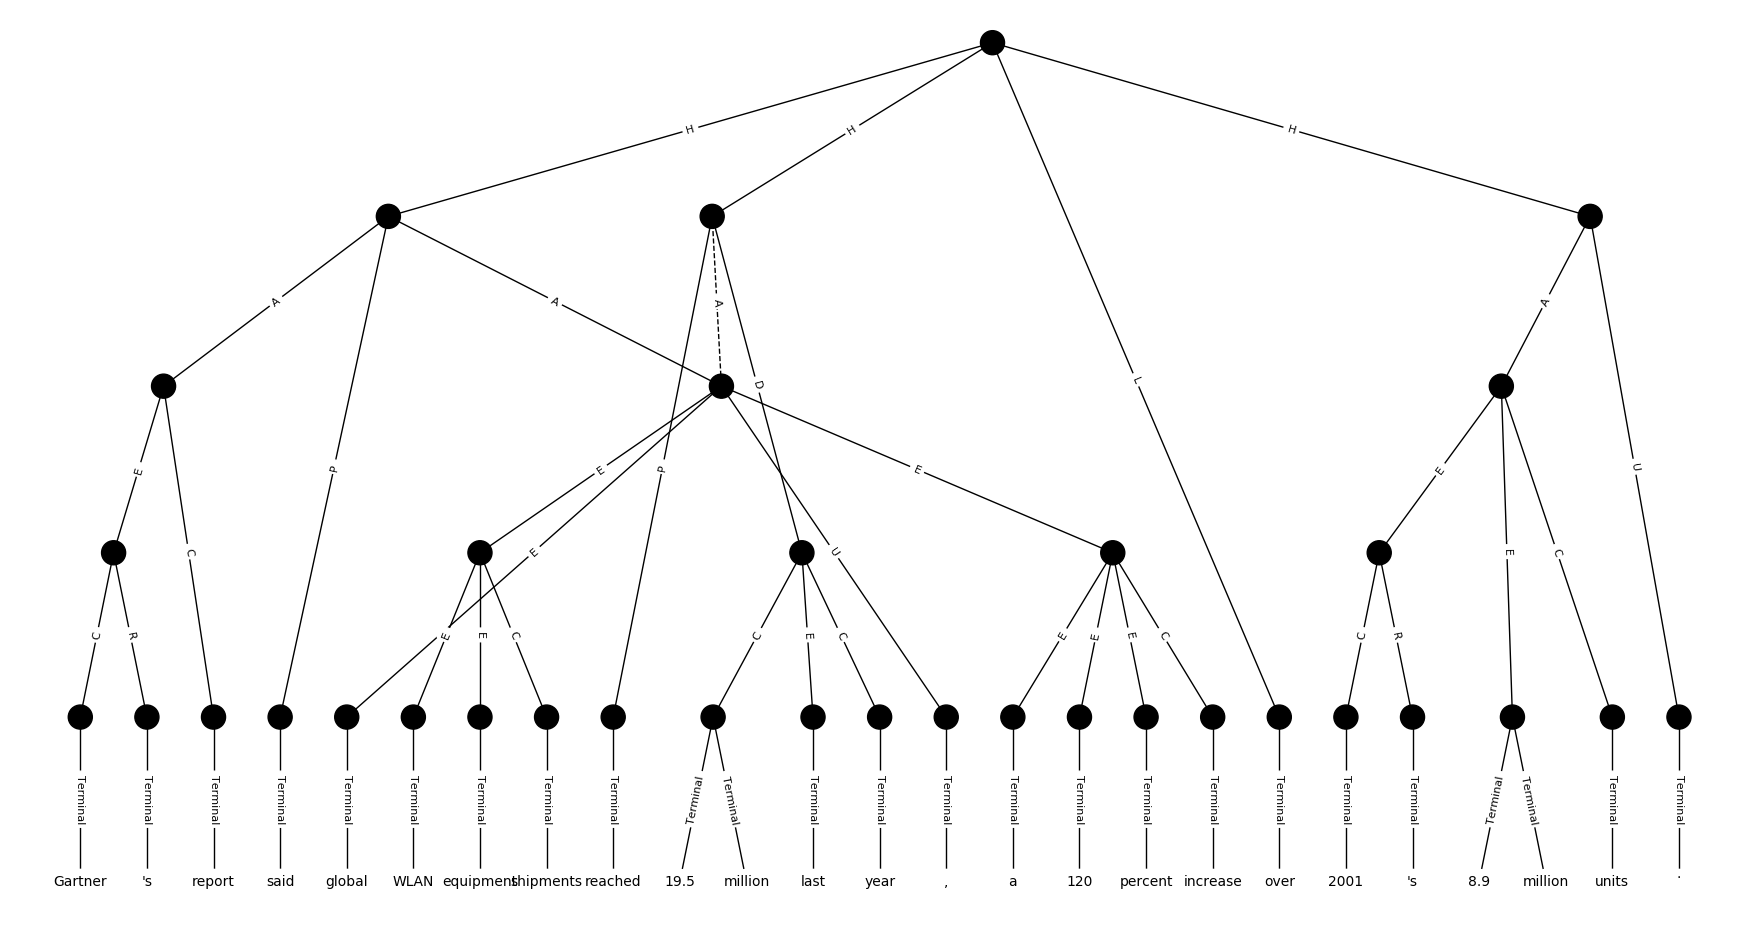 H H H
A A A A
L
D
E P C P E E U E E E C U
C R E E C C E C E E E C C R
Terminal Terminal Terminal Terminal Terminal Terminal Terminal Terminal Terminal Terminal Terminal Terminal Terminal Terminal Terminal Terminal Terminal Terminal Terminal Terminal Terminal Terminal Terminal Terminal Terminal
Gartner 's report said global WLAN equipment shipments reached 19.5 million last year , a 120 percent increase over 2001 's 8.9 million units .